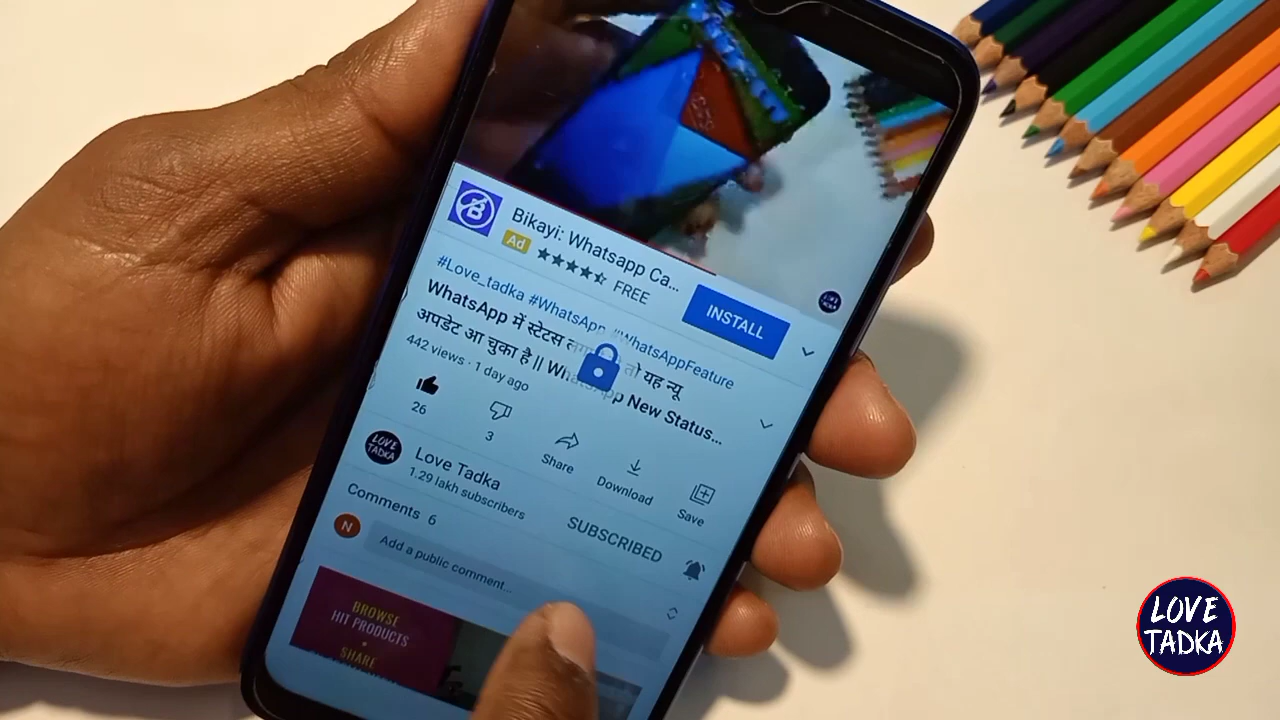 Bikayi: Whatsapp Ca...
Ad FREE
INSTALL
#Love_tadka #WhatsApp #WhatsAppFeature
WhatsApp में स्टेटस तो यह न्यू
अपडेट आ चुका है || WhatsApp New Status...
442 views · 1 day ago
26
3
Share
Download
Save
LOVE
TADKA
Love Tadka
1.29 lakh subscribers
SUBSCRIBED
Comments 6
N
Add a public comment...
BROWSE
HIT PRODUCTS
SHARE
LOVE
TADKA